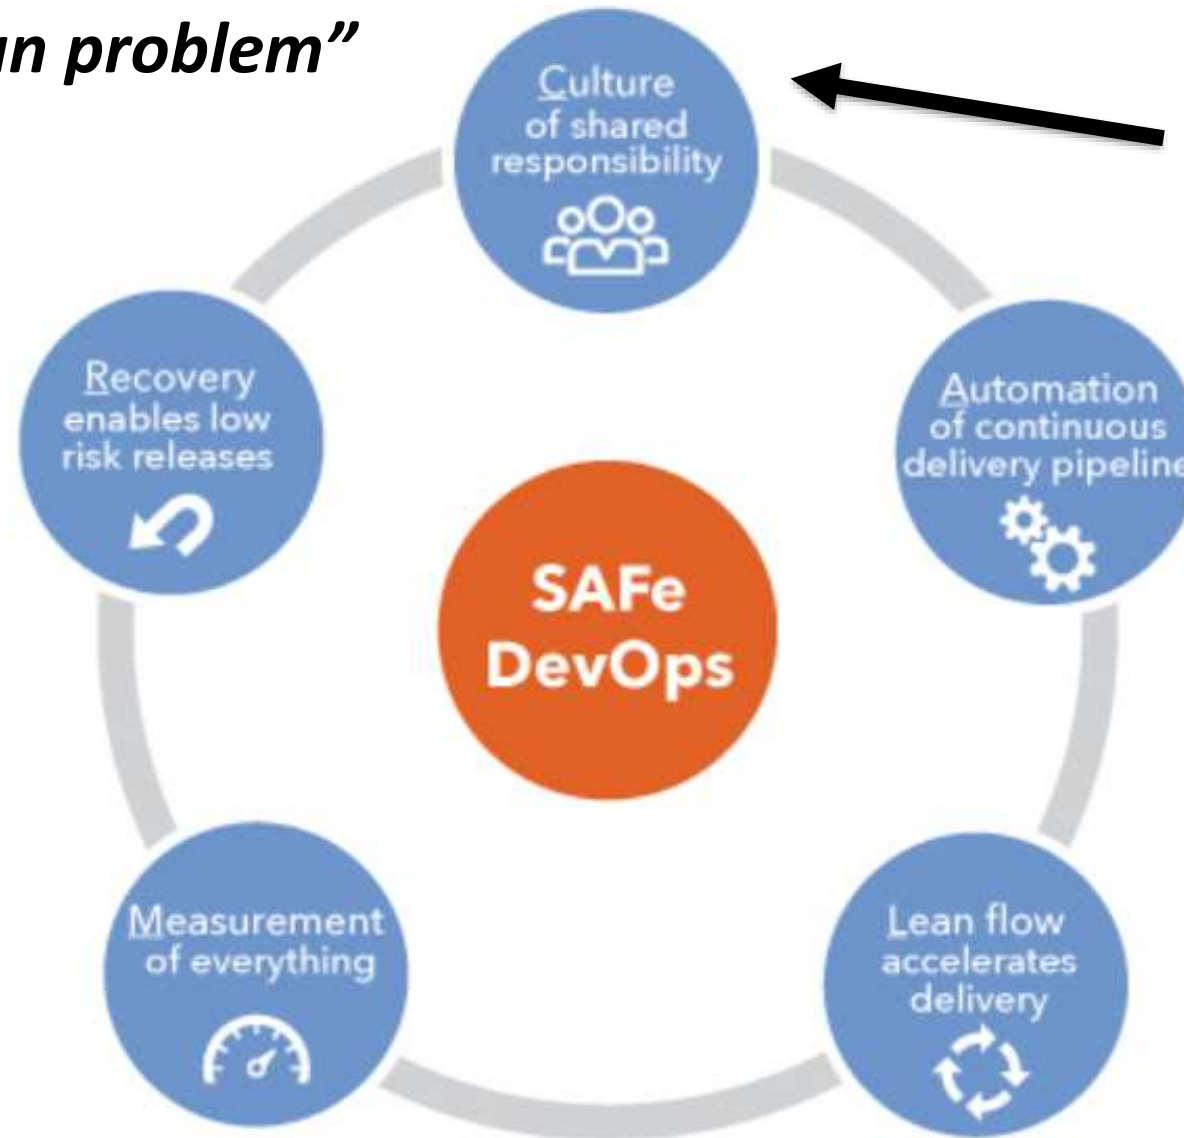 problem”
Culture
of shared
responsibility
Recovery
enables low
risk releases
Automation
of continuous
delivery pipeline
SAFe
DevOps
Measurement
of everything
Lean flow
accelerates
delivery